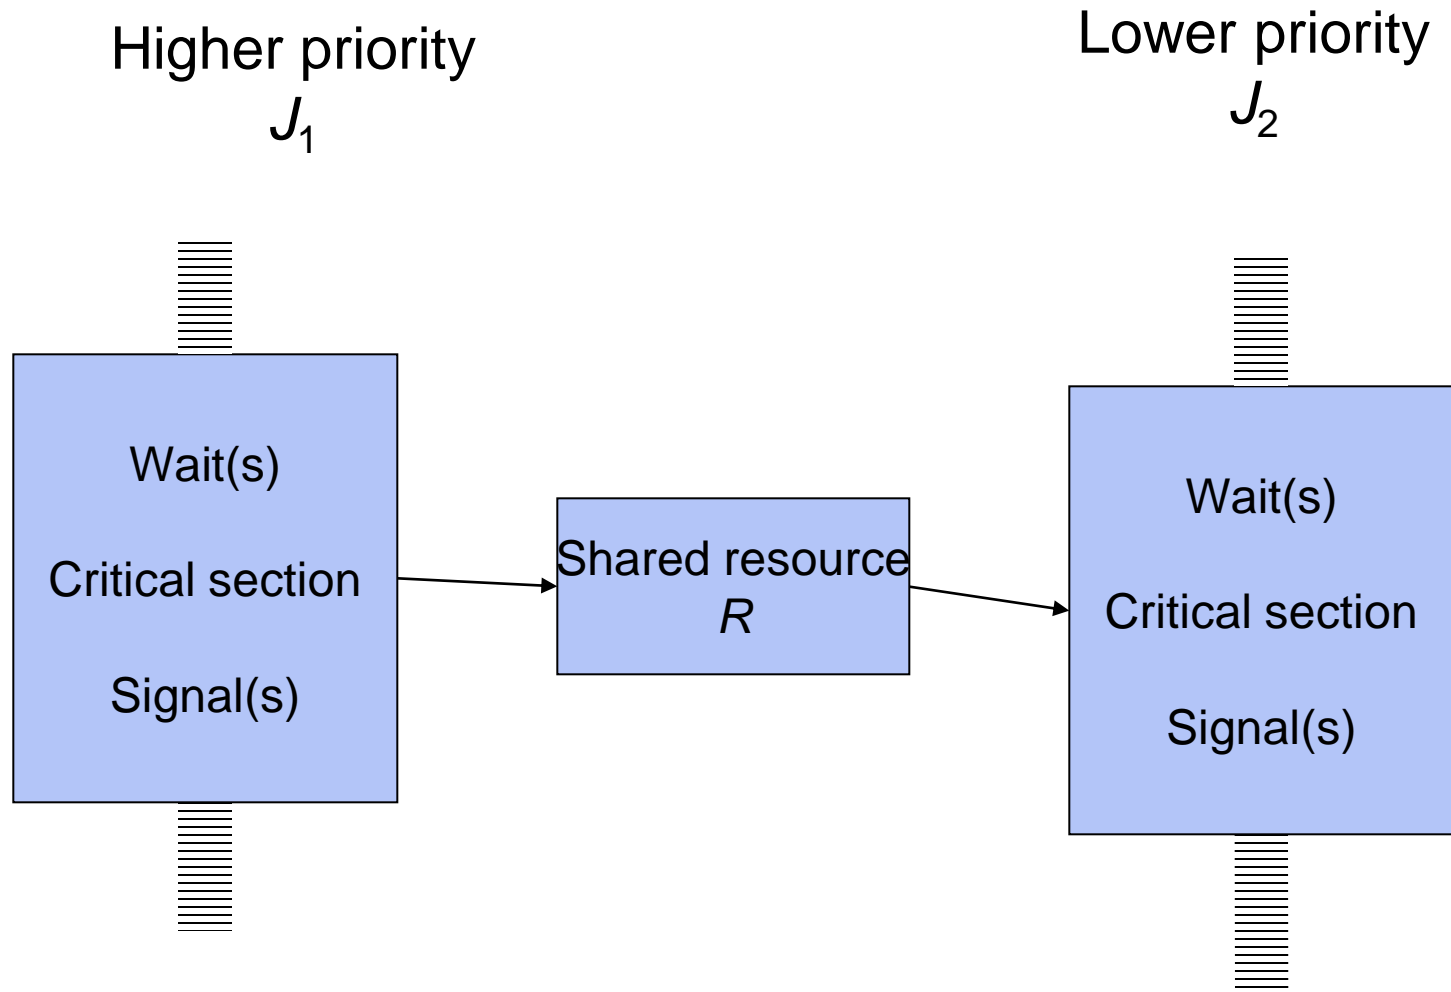 Higher priority
J1
Lower priority
J2
Wait(s)
Critical section
Signal(s)
Shared resource
R
Wait(s)
Critical section
Signal(s)